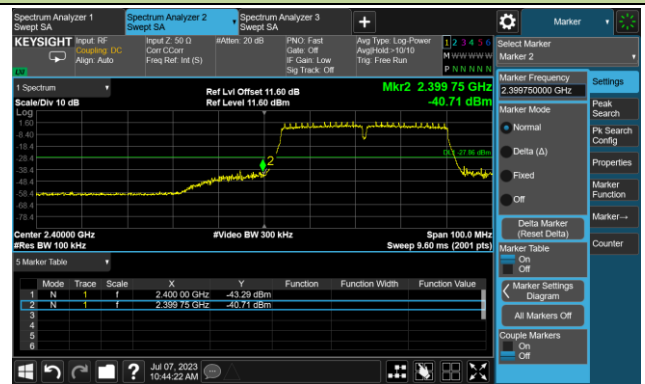 Spectrum Analyzer 1
Swept SA
Spectrum Analyzer 2
Swept SA
Spectrum Analyzer 3
Swept SA
+
Marker
KEYSIGHT
Input: RF
Coupling: DC
Align: Auto
Input Z: 50 Ω
Corr CCorr
Freq Ref: Int (S)
#Atten: 20 dB
PNO: Fast
Gate: Off
IF Gain: Low
Sig Track: Off
Avg Type: Log-Power
Avg|Hold:>10/10
Trig: Free Run
1 2 3 4 5 6
M W W W W W
P N N N N N
LW
Select Marker
Marker 2
1 Spectrum
Scale/Div 10 dB
Log
Ref Lvl Offset 11.60 dB
Ref Level 11.60 dBm
Mkr2 2.399 75 GHz
-40.71 dBm
1.60
-8.40
-18.4
-28.4
-38.4
-48.4
-58.4
-68.4
-78.4
2
DL1 -27.86 dBm
Center 2.40000 GHz
#Res BW 100 kHz
#Video BW 300 kHz
Span 100.0 MHz
Sweep 9.60 ms (2001 pts)
5 Marker Table
Mode Trace Scale X Y Function Function Width Function Value
1 N 1 f 2.400 00 GHz -43.29 dBm
2 N 1 f 2.399 75 GHz -40.71 dBm
3
4
5
6
Marker Frequency
2.399750000 GHz
Marker Mode
Normal
Delta (Δ)
Fixed
Off
Delta Marker
(Reset Delta)
Marker Table
On
Off
Marker Settings
Diagram
All Markers Off
Couple Markers
On
Off
Settings
Peak
Search
Pk Search
Config
Properties
Marker
Function
Marker→
Counter
?
Jul 07, 2023
10:44:22 AM